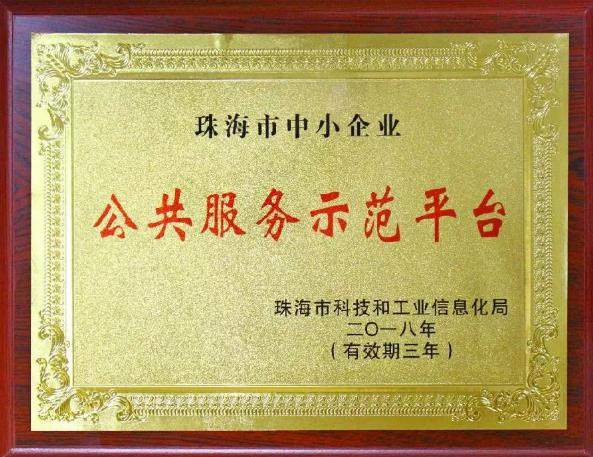 珠海市中小企业
公共服务示范平台
珠海市科技和工业信息化局
二〇一八年
(有效期三年)